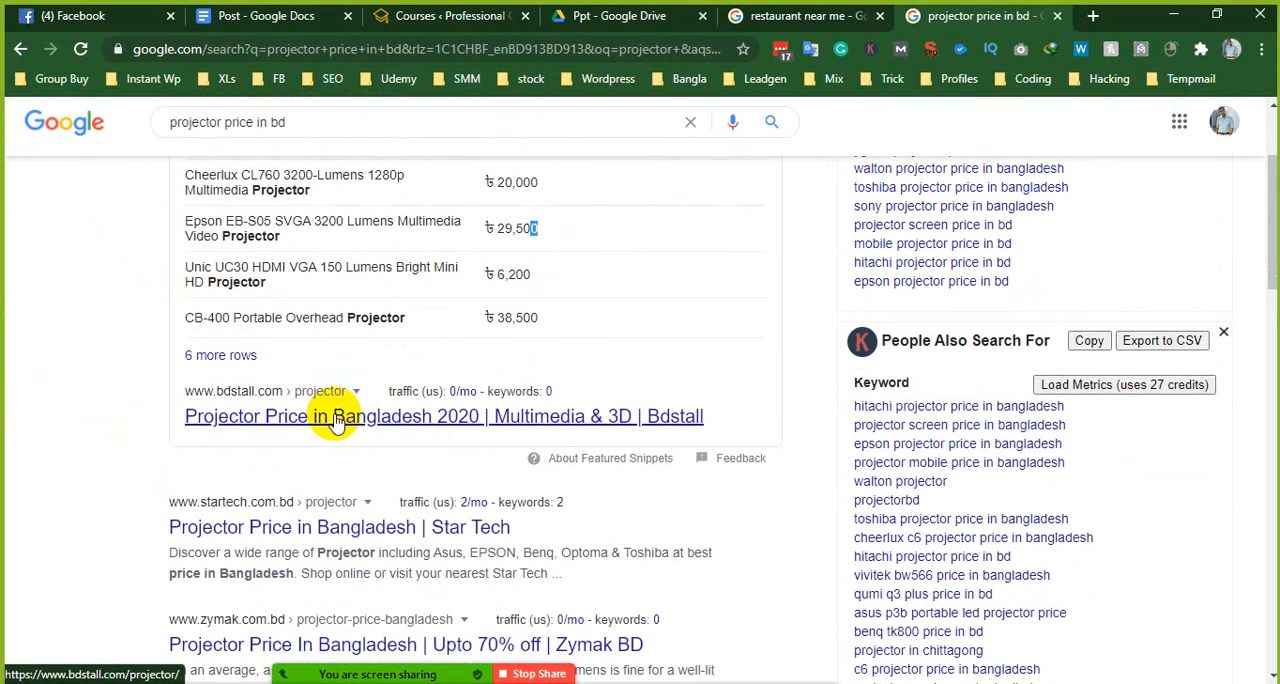 (4) Facebook
Post - Google Docs
Courses ‹ Professional C
Ppt - Google Drive
restaurant near me - Go
projector price in bd -
google.com/search?q=projector+price+in+bd&rlz=1C1CHBF_enBD913BD913&oq=projector+&aqs...
17
Group Buy
Instant Wp
XLs
FB
SEO
Udemy
SMM
stock
Wordpress
Bangla
Leadgen
Mix
Trick
Profiles
Coding
Hacking
Tempmail
Google
projector price in bd
Cheerlux CL760 3200-Lumens 1280p
Multimedia Projector
৳ 20,000
Epson EB-S05 SVGA 3200 Lumens Multimedia
Video Projector
৳ 29,500
Unic UC30 HDMI VGA 150 Lumens Bright Mini
HD Projector
৳ 6,200
CB-400 Portable Overhead Projector
৳ 38,500
6 more rows
www.bdstall.com › projector
traffic (us): 0/mo - keywords: 0
Projector Price in Bangladesh 2020 | Multimedia & 3D | Bdstall
About Featured Snippets
Feedback
www.startech.com.bd › projector
traffic (us): 2/mo - keywords: 2
Projector Price in Bangladesh | Star Tech
Discover a wide range of Projector including Asus, EPSON, Benq, Optoma & Toshiba at best
price in Bangladesh. Shop online or visit your nearest Star Tech ...
www.zymak.com.bd › projector-price-bangladesh
traffic (us): 0/mo - keywords: 0
Projector Price In Bangladesh | Upto 70% off | Zymak BD
an average, a
mens is fine for a well-lit
walton projector price in bangladesh
toshiba projector price in bangladesh
sony projector price in bangladesh
projector screen price in bd
mobile projector price in bd
hitachi projector price in bd
epson projector price in bd
K
People Also Search For
Copy
Export to CSV
Keyword
Load Metrics (uses 27 credits)
hitachi projector price in bangladesh
projector screen price in bangladesh
epson projector price in bangladesh
projector mobile price in bangladesh
walton projector
projectorbd
toshiba projector price in bangladesh
cheerlux c6 projector price in bangladesh
hitachi projector price in bd
vivitek bw566 price in bangladesh
qumi q3 plus price in bd
asus p3b portable led projector price
benq tk800 price in bd
projector in chittagong
c6 projector price in bangladesh
https://www.bdstall.com/projector/
You are screen sharing
Stop Share